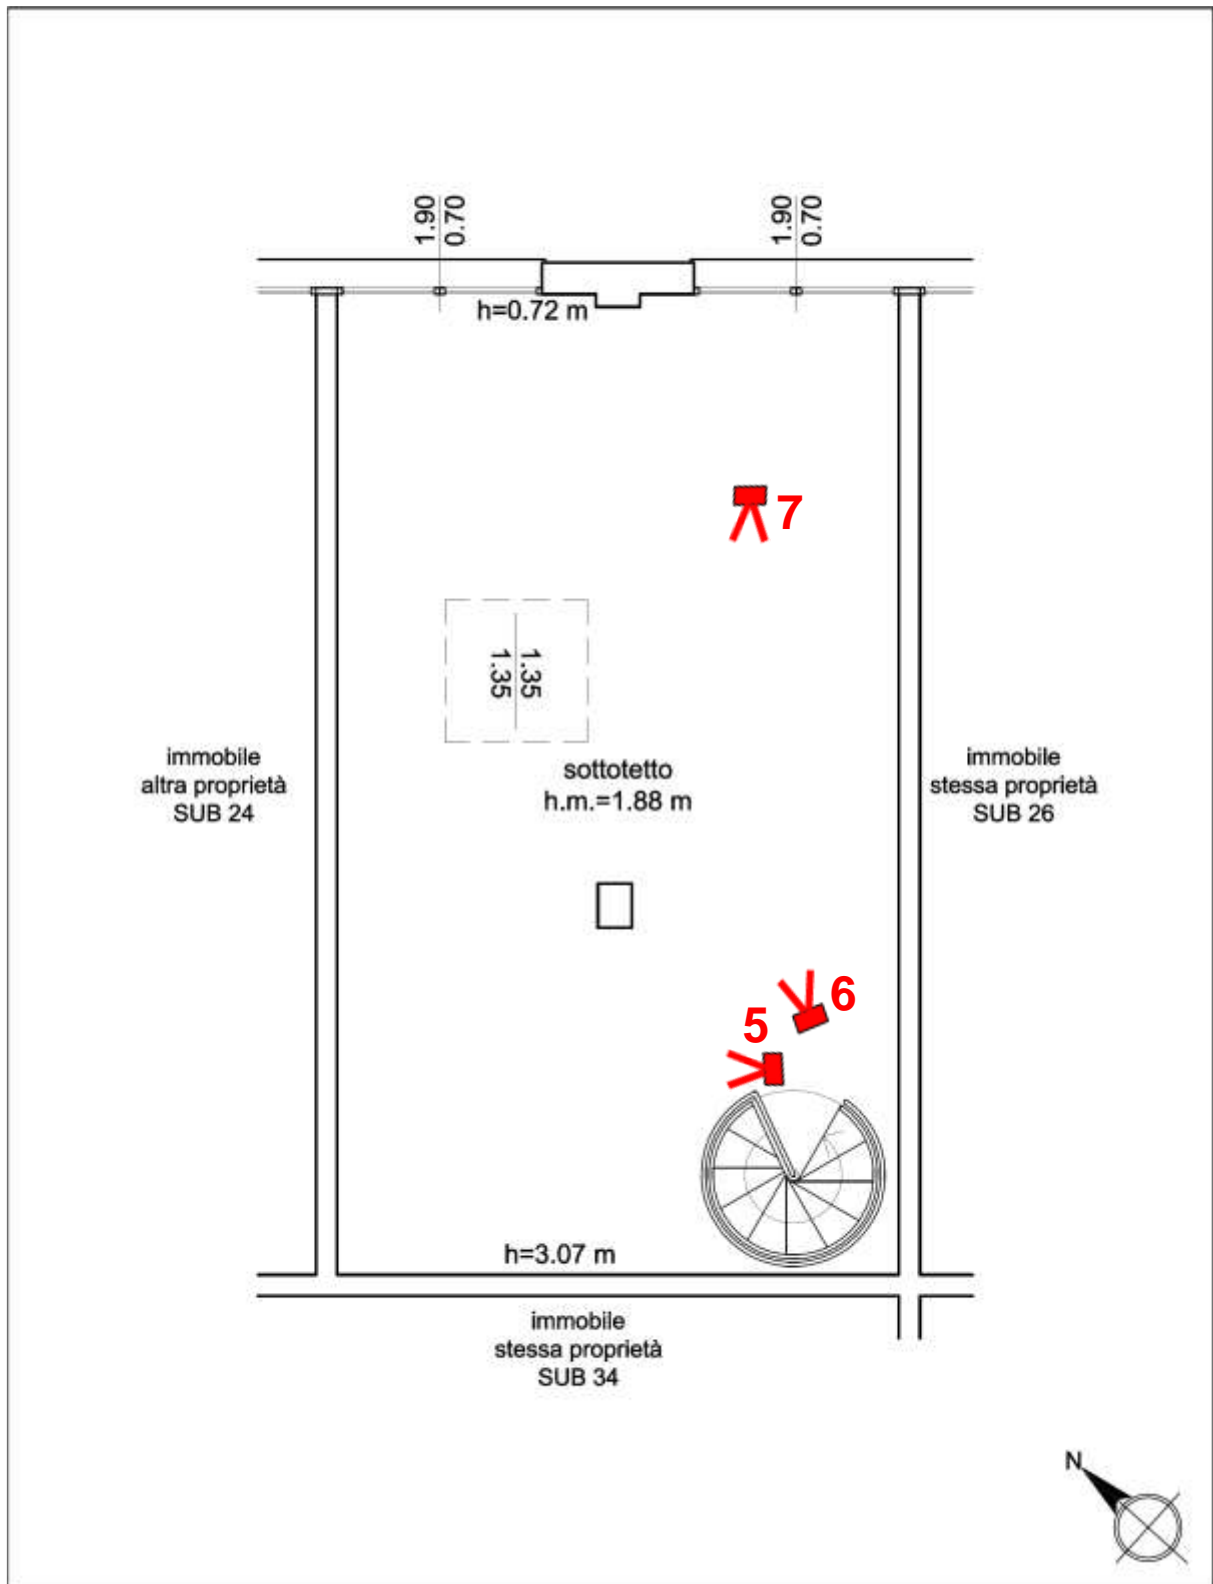 1.90
0.70
1.90
0.70
h=0.72 m
7
1.35
1.35
immobile
altra proprietà
SUB 24
sottotetto
h.m.=1.88 m
immobile
stessa proprietà
SUB 26
6
5
h=3.07 m
immobile
stessa proprietà
SUB 34
N